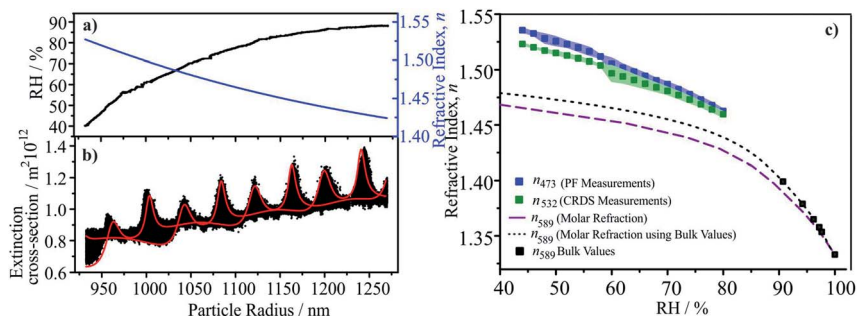 a)
RH / %
90
80
70
60
50
40
1.55
1.50
1.45
1.40
Refractive Index, n
b)
Extinction
cross-section / m²10⁻¹²
1.4
1.2
1.0
0.8
0.6
950 1000 1050 1100 1150 1200 1250
Particle Radius / nm
c)
Refractive Index, n
1.55
1.50
1.45
1.40
1.35
n473 (PF Measurements)
n532 (CRDS Measurements)
n589 (Molar Refraction)
n589 (Molar Refraction using Bulk Values)
n589 Bulk Values
40 50 60 70 80 90 100
RH / %